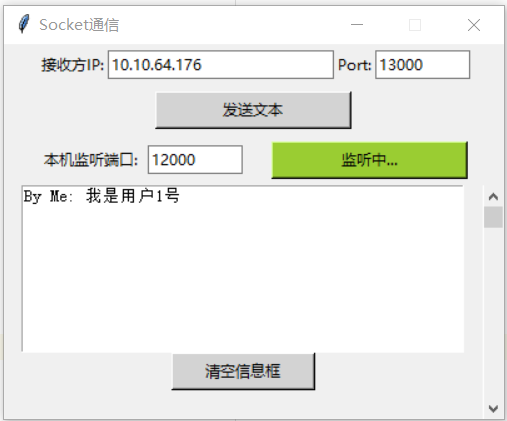 Socket通信
接收方IP: 10.10.64.176 Port: 13000
发送文本
本机监听端口: 12000 监听中...
By Me: 我是用户1号
清空信息框